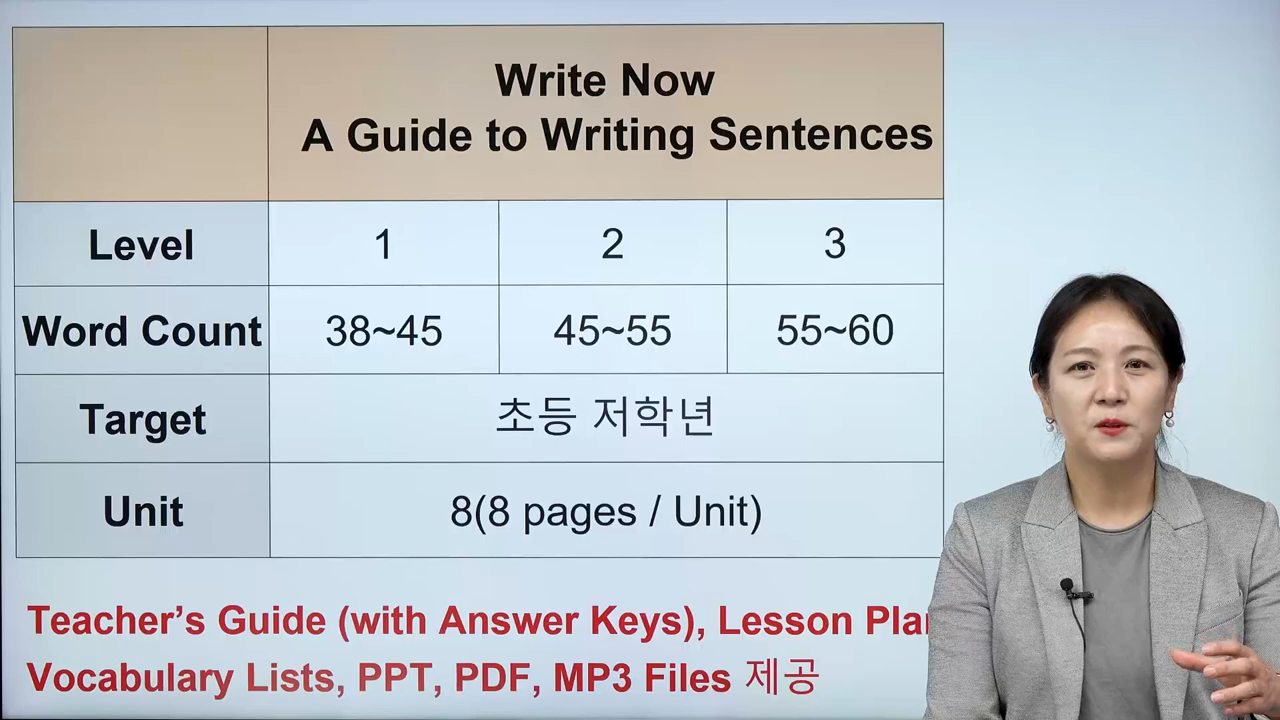 Write Now
A Guide to Writing Sentences
Level 1 2 3
Word Count 38~45 45~55 55~60
Target 초등 저학년
Unit 8(8 pages / Unit)
Teacher's Guide (with Answer Keys), Lesson
Vocabulary Lists, PPT, PDF, MP3 Files 제공